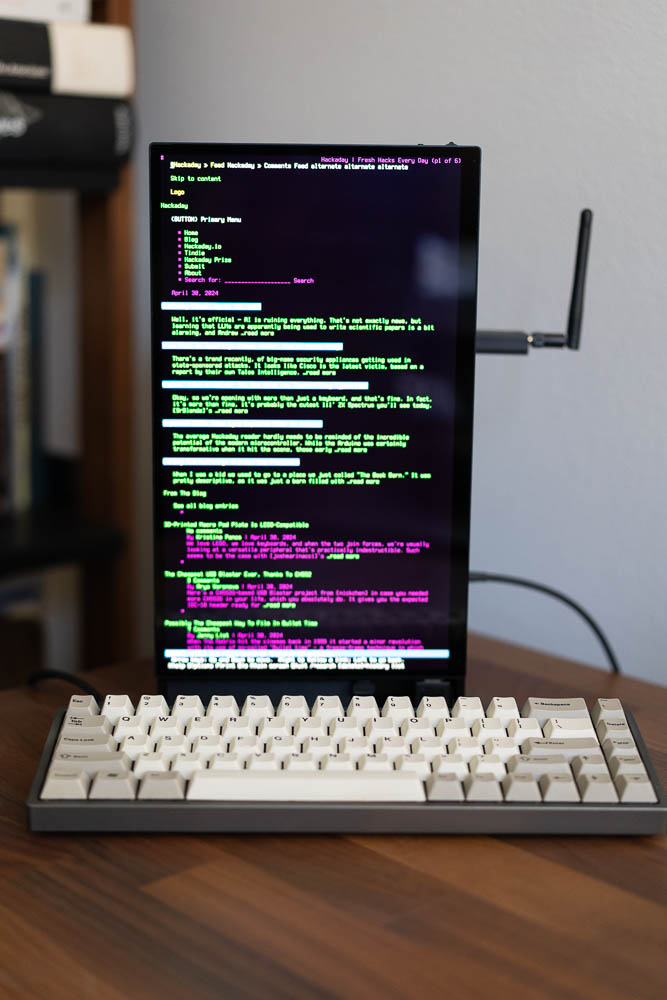 Hackaday | Fresh Hacks Every Day (p1 of 6)
Hackaday » Feed Hackaday » Comments Feed alternate alternate alternate
Skip to content
Logo
Hackaday
(BUTTON) Primary Menu
* Home
* Blog
* Hackaday.io
* Tindie
* Hackaday Prize
* Submit
* About
* Search for: ____________________ Search
April 30, 2024
Well, it's official — AI is ruining everything. That's not exactly news, but
learning that LLMs are apparently being used to write scientific papers is a bit
alarming, and Andrew …read more
There's a trend recently, of big-name security appliances getting used in
state-sponsored attacks. It looks like Cisco is the latest victim, based on a
report by their own Talos Intelligence. …read more
Okay, so we're opening with more than just a keyboard, and that's fine. In fact,
it's more than fine, it's probably the cutest lil' ZX Spectrum you'll see today.
[Gr8Blands]'s …read more
The average Hackaday reader hardly needs to be reminded of the incredible
potential of the modern microcontroller. While the Arduino was certainly
transformative when it hit the scene, those early …read more
When I was a kid we used to go to a place we just called "The Book Barn." It was
pretty descriptive, as it was just a barn filled with …read more
From The Blog
See all blog entries
3D-Printed Macro Pad Plate Is LEGO-Compatible
No comments
By Kristina Panos | April 30, 2024
We love LEGO, we love keyboards, and when the two join forces, we're usually
looking at a versatile peripheral that's practically indestructible. Such
seems to be the case with [joshmarinacci]'s …read more
The Cheapest USB Blaster Ever, Thanks To CH552
9 Comments
By Arya Voronova | April 30, 2024
Here's a CH552G-based USB Blaster project from [nickchen] in case you needed
more CH552G in your life, which you absolutely do. It gives you the expected
IDC-10 header ready for …read more
Possibly The Cheapest Way To Film In Bullet Time
7 Comments
By Jenny List | April 30, 2024
When The Matrix hit the cinemas back in 1999 it started a minor revolution
with its use of so-called "bullet time" - a freeze-frame technique in which
Esc
Backspace
Q W E R T Y U I O P
Caps Lock A S D F G H J K L
Enter